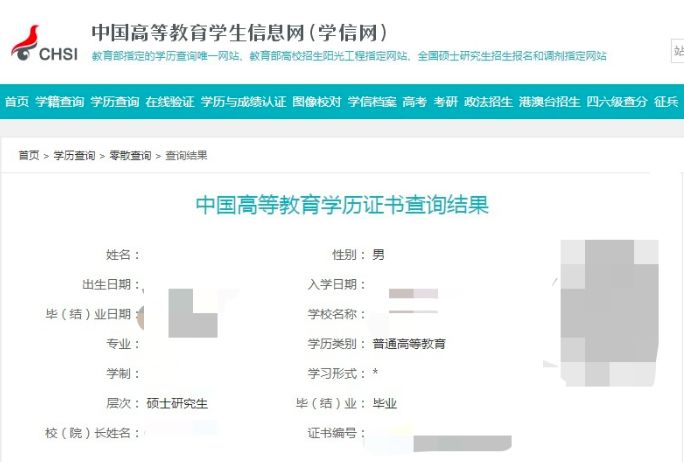 CHSI
中国高等教育学生信息网(学信网)
教育部指定的学历查询唯一网站、教育部高校招生阳光工程指定网站、全国硕士研究生招生报名和调剂指定网站
站
首页 学籍查询 学历查询 在线验证 学历与成绩认证 图像校对 学信档案 高考 考研 政法招生 港澳台招生 四六级查分 征兵
首页 > 学历查询 > 零散查询 > 查询结果
中国高等教育学历证书查询结果
姓名: 性别: 男
出生日期: 入学日期:
毕(结)业日期: 学校名称:
专业: 学历类别: 普通高等教育
学制: 学习形式: *
层次: 硕士研究生 毕(结)业: 毕业
校(院)长姓名: 证书编号: